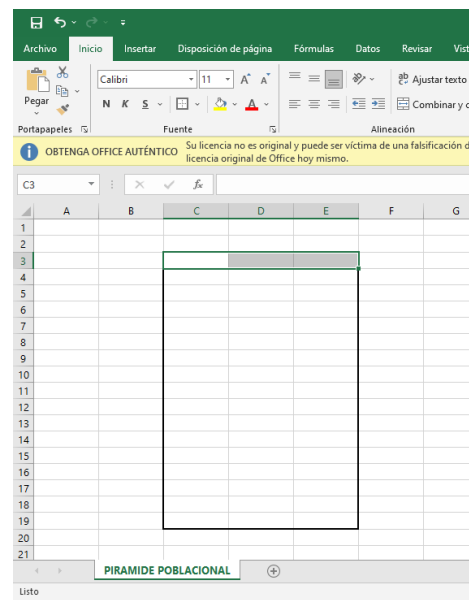 Archivo Inicio Insertar Disposición de página Fórmulas Datos Revisar Vist
Pegar
Calibri 11
N K S
A A
Ajustar texto
Combinar y c
Portapapeles Fuente Alineación
OBTENGA OFFICE AUTÉNTICO Su licencia no es original y puede ser víctima de una falsificación d
licencia original de Office hoy mismo.
C3 fx
A B C D E F G
1
2
3
4
5
6
7
8
9
10
11
12
13
14
15
16
17
18
19
20
21
PIRAMIDE POBLACIONAL
Listo